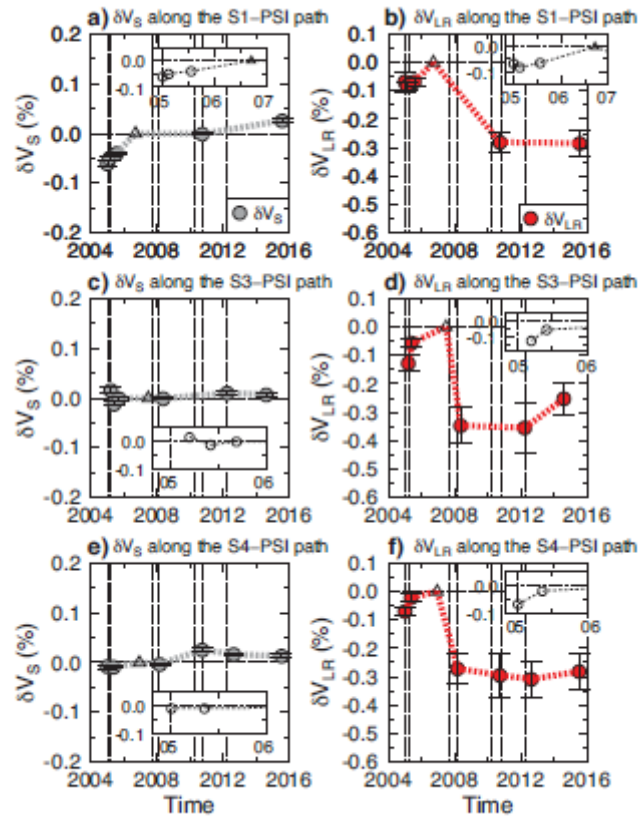 a) δVS along the S1–PSI path
b) δVLR along the S1–PSI path
δVS (%)
0.2
0.1
0.0
-0.1
-0.2
0.0
-0.1
05 06 07
δVS
2004 2008 2012 2016
δVLR (%)
0.1
0.0
-0.1
-0.2
-0.3
-0.4
-0.5
-0.6
0.0
-0.1
05 06 07
δVLR
2004 2008 2012 2016
c) δVS along the S3–PSI path
d) δVLR along the S3–PSI path
δVS (%)
0.2
0.1
0.0
-0.1
-0.2
0.0
-0.1
05 06
2004 2008 2012 2016
δVLR (%)
0.1
0.0
-0.1
-0.2
-0.3
-0.4
-0.5
-0.6
0.0
-0.1
05 06
2004 2008 2012 2016
e) δVS along the S4–PSI path
f) δVLR along the S4–PSI path
δVS (%)
0.2
0.1
0.0
-0.1
-0.2
0.0
-0.1
05 06
2004 2008 2012 2016
Time
δVLR (%)
0.1
0.0
-0.1
-0.2
-0.3
-0.4
-0.5
-0.6
0.0
-0.1
05 06
2004 2008 2012 2016
Time